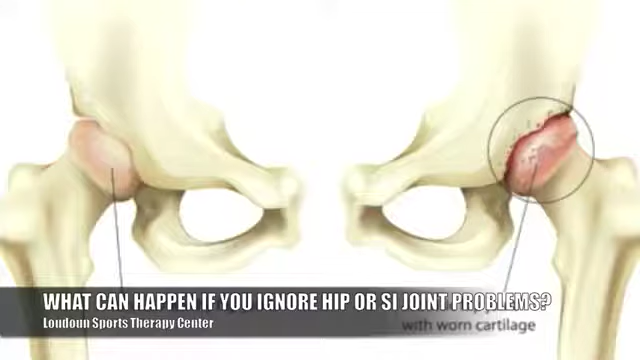 WHAT CAN HAPPEN IF YOU IGNORE HIP OR SI JOINT PROBLEMS?
Loudoun Sports Therapy Center
with worn cartilage